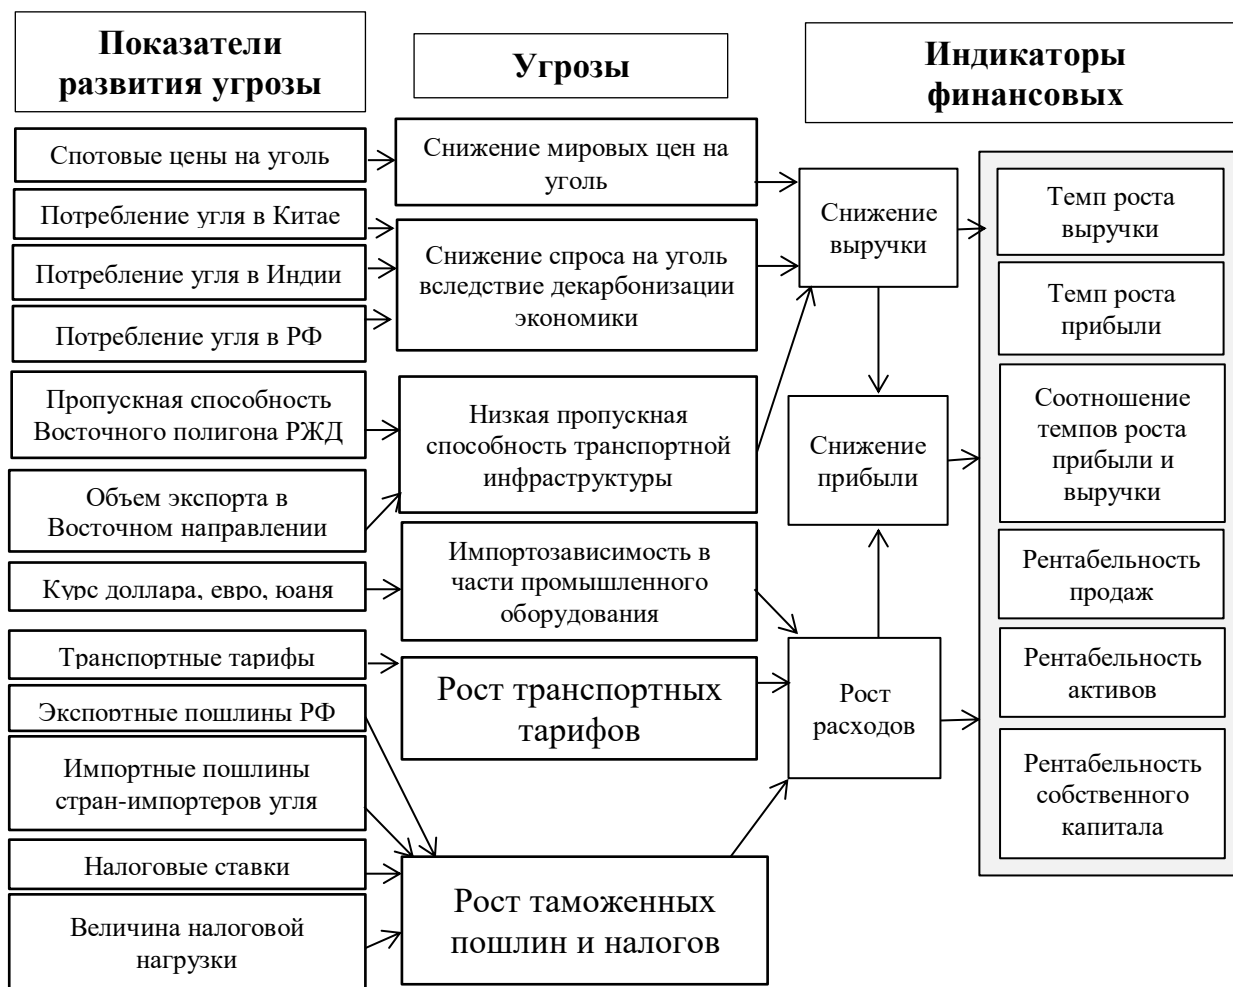 Показатели
развития угрозы
Угрозы
Индикаторы
финансовых
Спотовые цены на уголь
Потребление угля в Китае
Потребление угля в Индии
Потребление угля в РФ
Пропускная способность
Восточного полигона РЖД
Объем экспорта в
Восточном направлении
Курс доллара, евро, юаня
Транспортные тарифы
Экспортные пошлины РФ
Импортные пошлины
стран-импортеров угля
Налоговые ставки
Величина налоговой
нагрузки
Снижение мировых цен на
уголь
Снижение спроса на уголь
вследствие декарбонизации
экономики
Низкая пропускная
способность транспортной
инфраструктуры
Импортозависимость в
части промышленного
оборудования
Рост транспортных
тарифов
Рост таможенных
пошлин и налогов
Снижение
выручки
Снижение
прибыли
Рост
расходов
Темп роста
выручки
Темп роста
прибыли
Соотношение
темпов роста
прибыли и
выручки
Рентабельность
продаж
Рентабельность
активов
Рентабельность
собственного
капитала